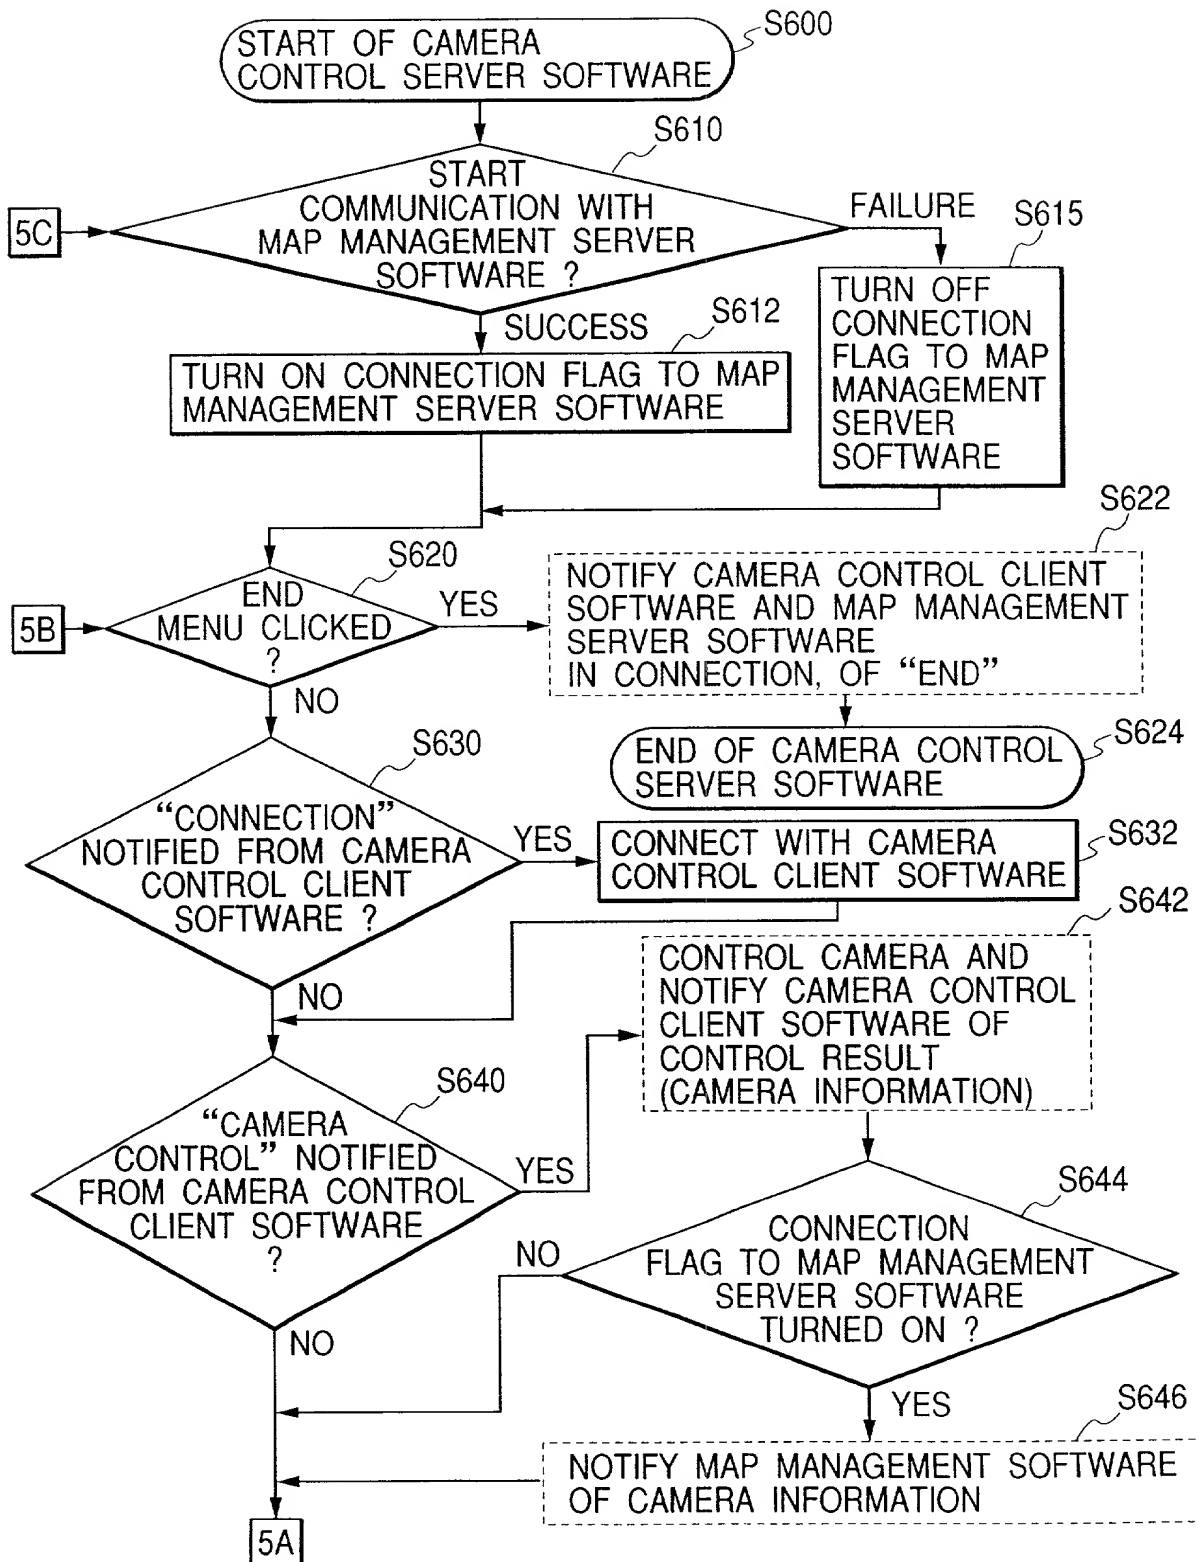 START OF CAMERA
CONTROL SERVER SOFTWARE
S600
S610
START
COMMUNICATION WITH
MAP MANAGEMENT SERVER
SOFTWARE ?
5C
FAILURE
S615
TURN OFF
CONNECTION
FLAG TO MAP
MANAGEMENT
SERVER
SOFTWARE
SUCCESS
S612
TURN ON CONNECTION FLAG TO MAP
MANAGEMENT SERVER SOFTWARE
S620
END
MENU CLICKED
?
5B
YES
S622
NOTIFY CAMERA CONTROL CLIENT
SOFTWARE AND MAP MANAGEMENT
SERVER SOFTWARE
IN CONNECTION, OF “END”
NO
S624
END OF CAMERA CONTROL
SERVER SOFTWARE
S630
“CONNECTION”
NOTIFIED FROM CAMERA
CONTROL CLIENT
SOFTWARE ?
YES
S632
CONNECT WITH CAMERA
CONTROL CLIENT SOFTWARE
NO
S642
CONTROL CAMERA AND
NOTIFY CAMERA CONTROL
CLIENT SOFTWARE OF
CONTROL RESULT
(CAMERA INFORMATION)
S640
“CAMERA
CONTROL” NOTIFIED
FROM CAMERA CONTROL
CLIENT SOFTWARE
?
YES
NO
S644
CONNECTION
FLAG TO MAP MANAGEMENT
SERVER SOFTWARE
TURNED ON ?
NO
YES
S646
NOTIFY MAP MANAGEMENT SOFTWARE
OF CAMERA INFORMATION
5A